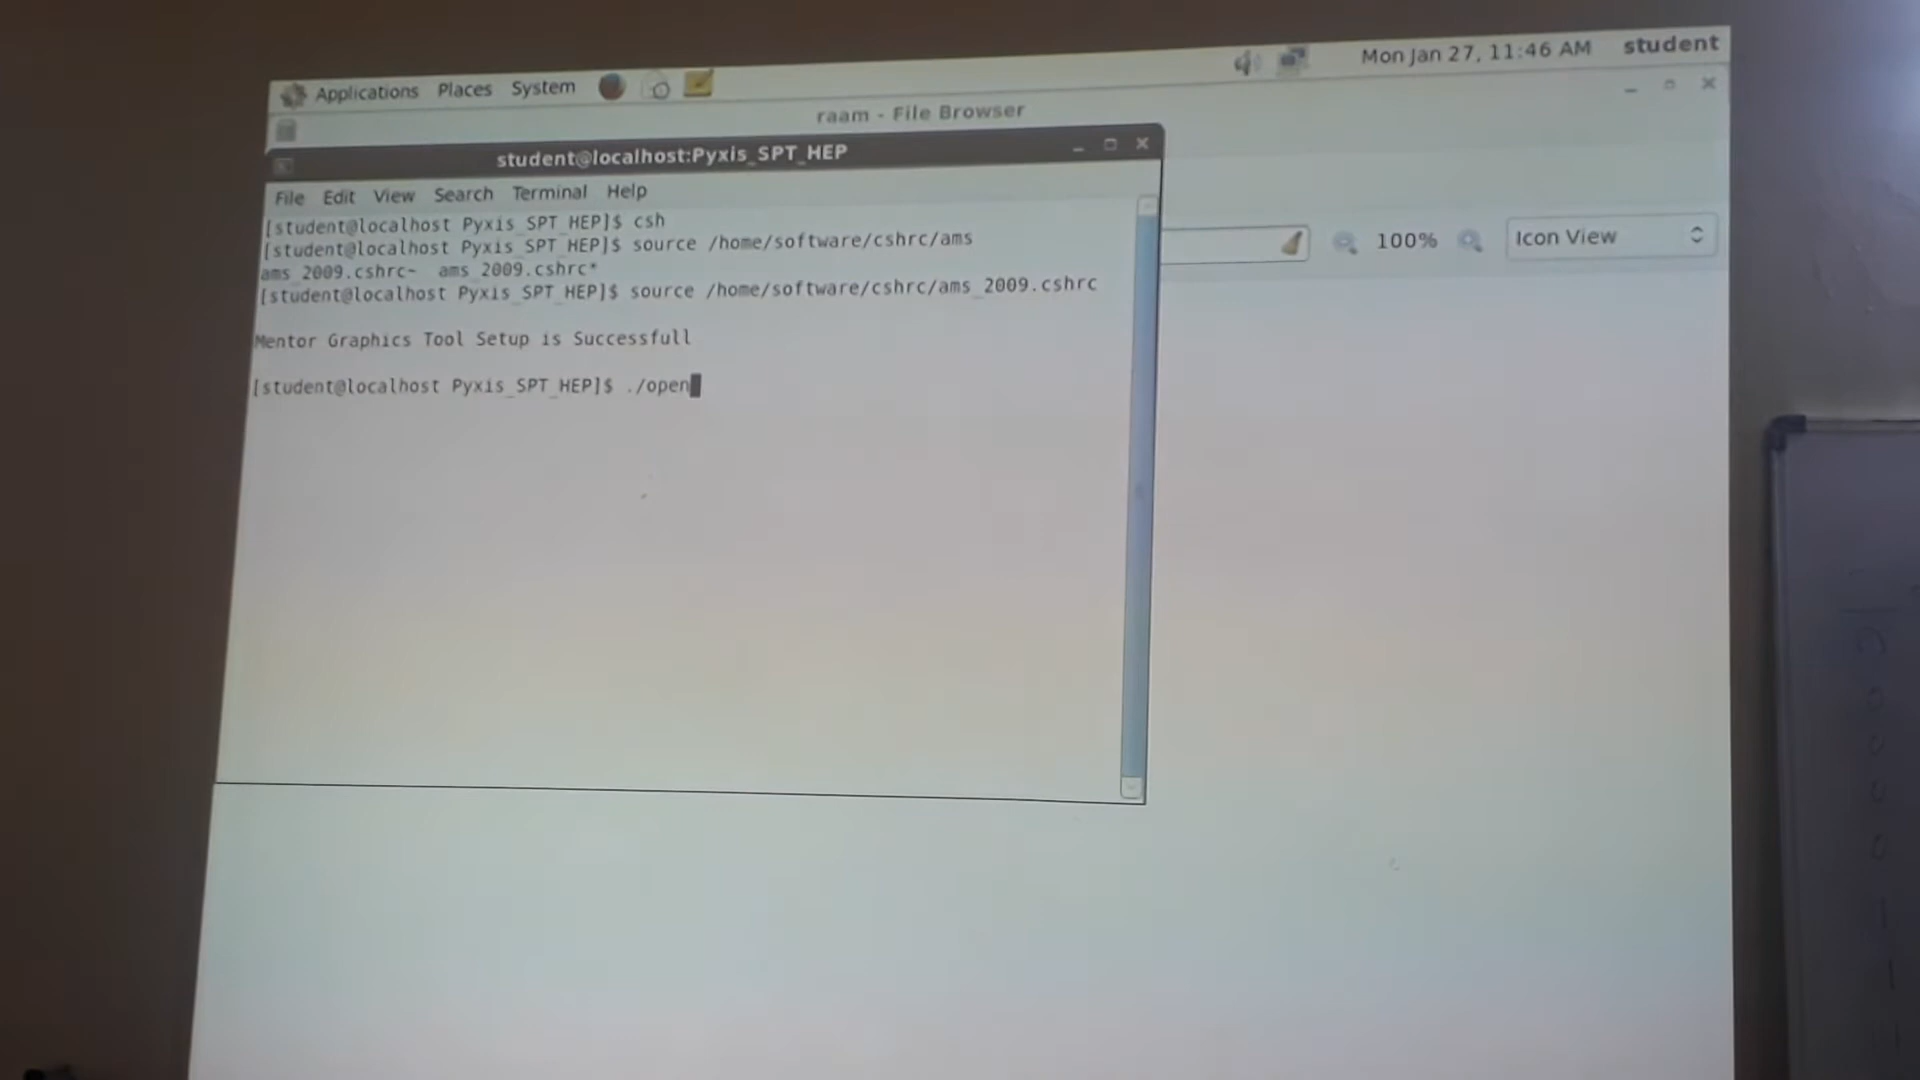 Applications Places System Mon Jan 27, 11:46 AM student
raam - File Browser
student@localhost:Pyxis_SPT_HEP
File Edit View Search Terminal Help
100% Icon View
[student@localhost Pyxis_SPT_HEP]$ csh
[student@localhost Pyxis_SPT_HEP]$ source /home/software/cshrc/ams
ams_2009.cshrc~ ams_2009.cshrc*
[student@localhost Pyxis_SPT_HEP]$ source /home/software/cshrc/ams_2009.cshrc
Mentor Graphics Tool Setup is Successfull
[student@localhost Pyxis_SPT_HEP]$ ./open